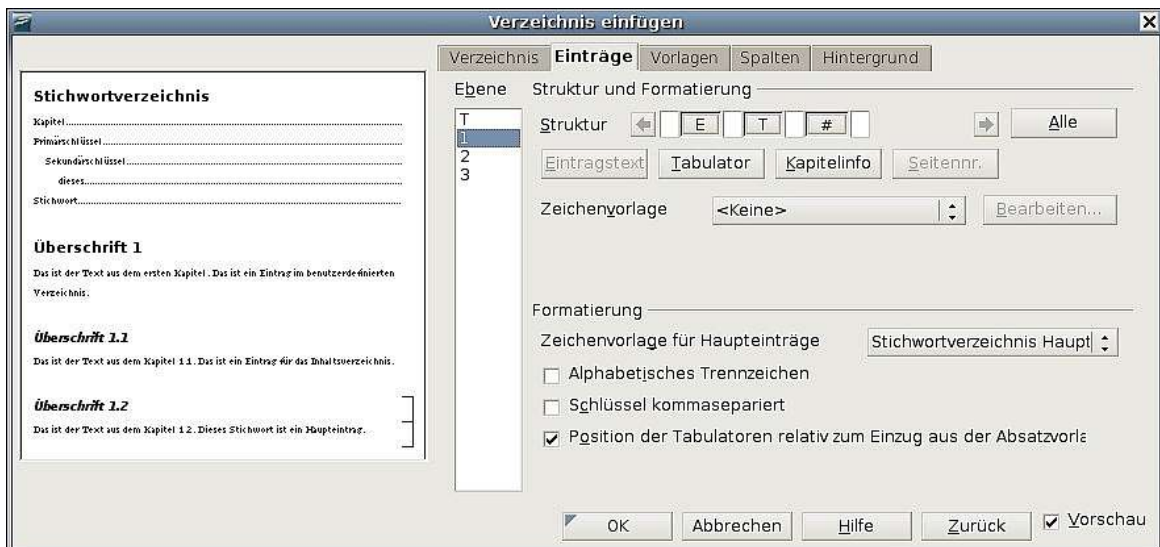 Verzeichnis einfügen
Verzeichnis Einträge Vorlagen Spalten Hintergrund
Stichwortverzeichnis
Kapitel
Primärschlüssel
Sekundärschlüssel
dieses
Stichwort
Überschrift 1
Das ist der Text aus dem ersten Kapitel. Das ist ein Eintrag im benutzerdefinierten
Verzeichnis.
Überschrift 1.1
Das ist der Text aus dem Kapitel 1.1. Das ist ein Eintrag für das Inhaltsverzeichnis.
Überschrift 1.2
Das ist der Text aus dem Kapitel 1.2. Dieses Stichwort ist ein Haupteintrag.
Ebene
T
1
2
3
Struktur und Formatierung
Struktur E T # Alle
Eintragstext Tabulator Kapitelinfo Seitennr.
Zeichenvorlage <Keine> Bearbeiten...
Formatierung
Zeichenvorlage für Haupteinträge Stichwortverzeichnis Haupt
Alphabetisches Trennzeichen
Schlüssel kommasepariert
Position der Tabulatoren relativ zum Einzug aus der Absatzvorla
OK Abbrechen Hilfe Zurück Vorschau